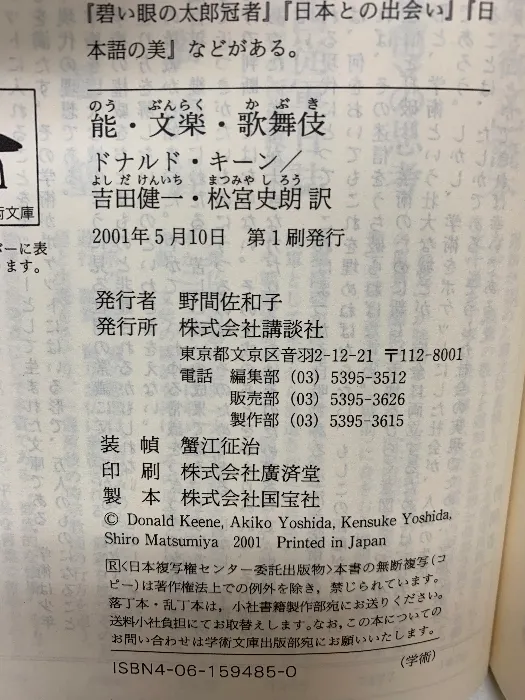 『碧い眼の太郎冠者』『日本との出会い』『日
本語の美』などがある。
のう ぶんらく か ぶ き
能・文楽・歌舞伎
ドナルド・キーン／
よし だ けんいち まつみや し ろう
吉田健一・松宮史朗 訳
2001年5月10日 第1刷発行
術文庫
バーに表
ります。
発行者 野間佐和子
発行所 株式会社講談社
東京都文京区音羽2-12-21 〒112-8001
電話 編集部 (03) 5395-3512
販売部 (03) 5395-3626
製作部 (03) 5395-3615
装 幀 蟹江征治
印 刷 株式会社廣済堂
製 本 株式会社国宝社
© Donald Keene, Akiko Yoshida, Kensuke Yoshida,
Shiro Matsumiya 2001 Printed in Japan
R<日本複写権センター委託出版物>本書の無断複写(コ
ピー)は著作権法上での例外を除き，禁じられています。
落丁本・乱丁本は，小社書籍製作部宛にお送りください。
送料小社負担にてお取替えします。なお，この本についての
お問い合わせは学術文庫出版部宛にお願いいたします。
ISBN4-06-159485-0
(学術)